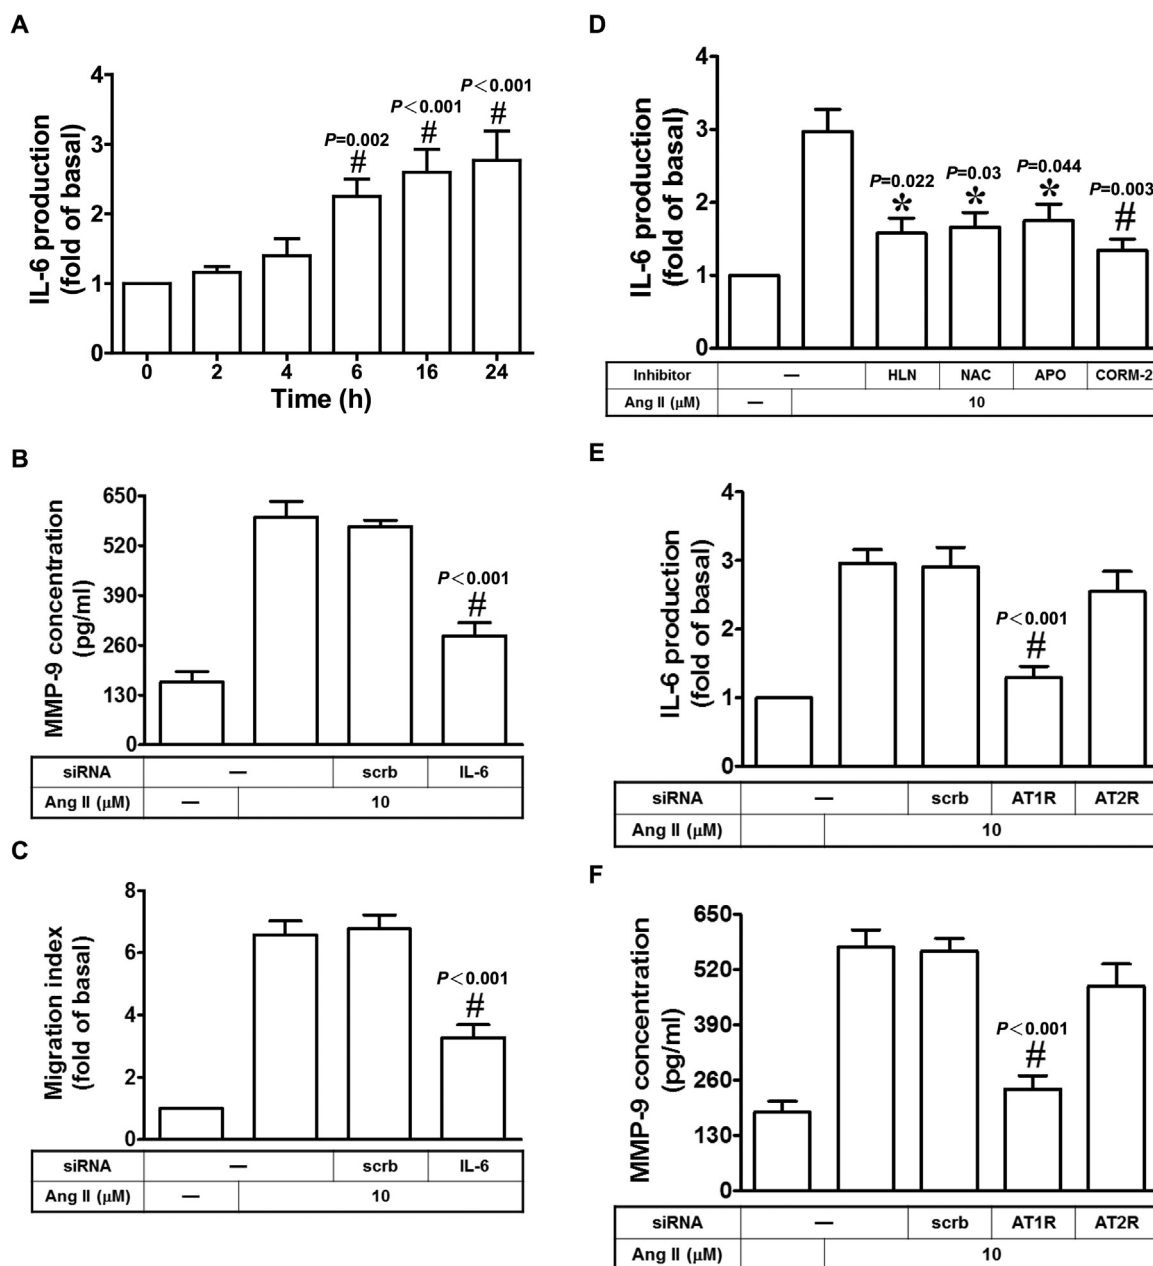 A
IL-6 production
(fold of basal)
4
3
2
1
0
P=0.002
#
P<0.001
#
P<0.001
#
0 2 4 6 16 24
Time (h)
B
MMP-9 concentration
(pg/ml)
650
520
390
260
130
0
P<0.001
#
siRNA — scrb IL-6
Ang II (μM) — 10
C
Migration index
(fold of basal)
8
6
4
2
0
P<0.001
#
siRNA — scrb IL-6
Ang II (μM) — 10
D
IL-6 production
(fold of basal)
4
3
2
1
0
P=0.022
*
P=0.03
*
P=0.044
*
P=0.003
#
Inhibitor — HLN NAC APO CORM-2
Ang II (μM) — 10
E
IL-6 production
(fold of basal)
4
3
2
1
0
P<0.001
#
siRNA — scrb AT1R AT2R
Ang II (μM) 10
F
MMP-9 concentration
(pg/ml)
650
520
390
260
130
0
P<0.001
#
siRNA — scrb AT1R AT2R
Ang II (μM) 10